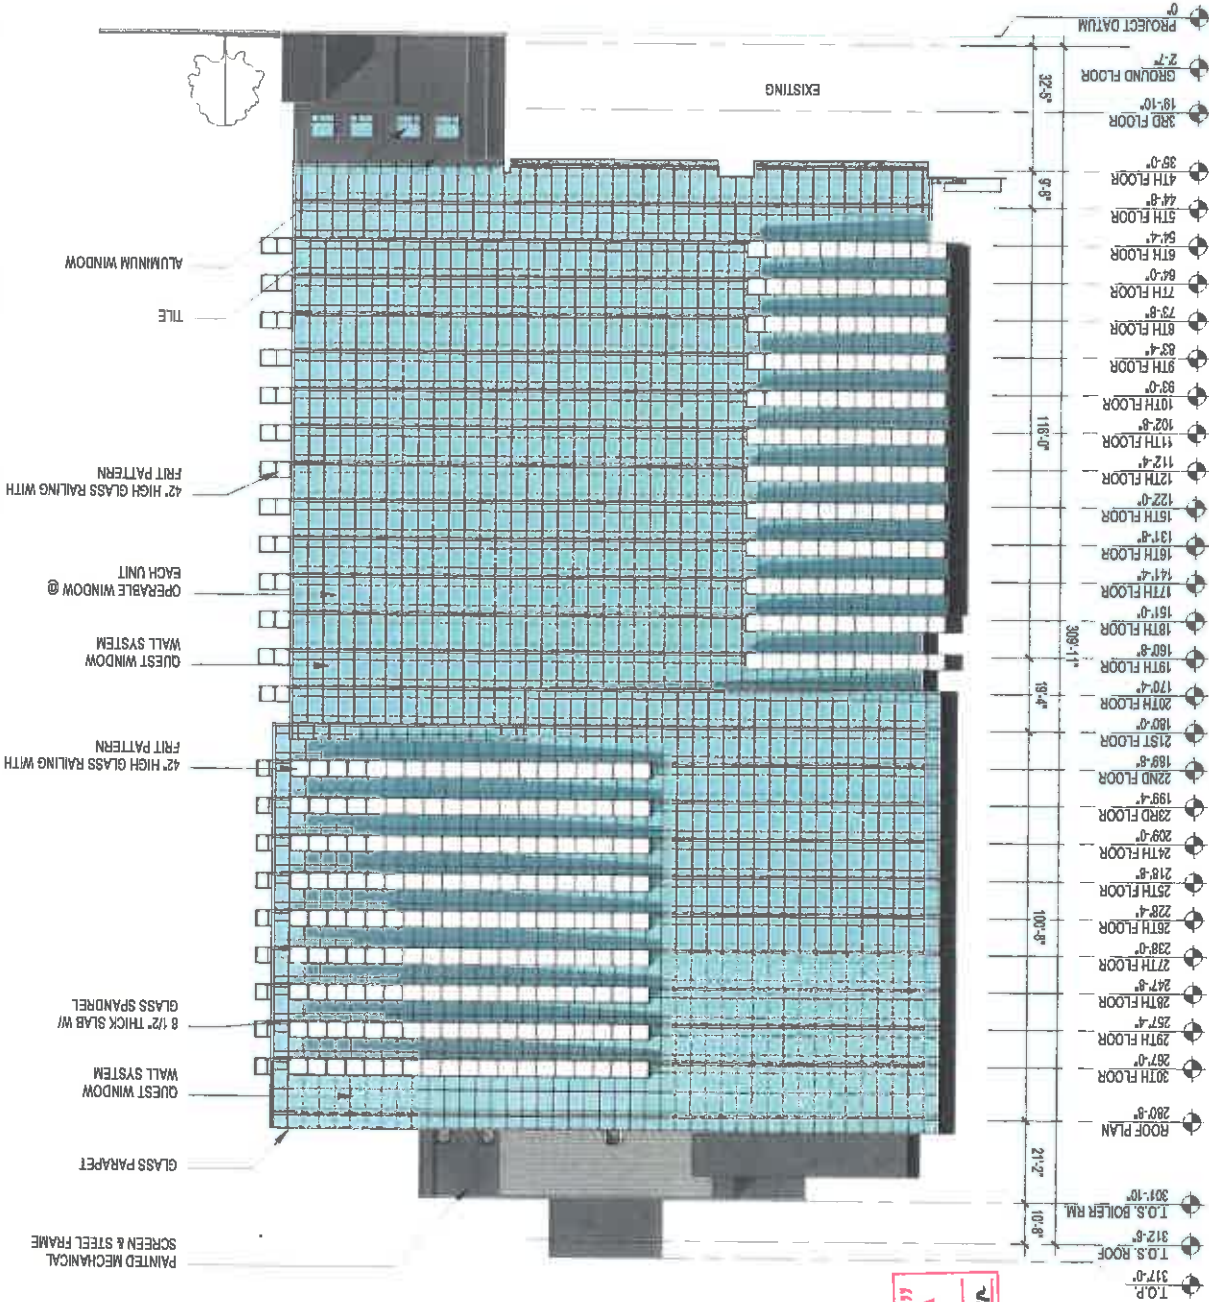 T.O.P.
317'-0"
T.O.S. ROOF
312'-6"
T.O.S. BOILER RM.
301'-10"
ROOF PLAN
280'-8"
30TH FLOOR
267'-0"
29TH FLOOR
257'-4"
28TH FLOOR
247'-8"
27TH FLOOR
238'-0"
26TH FLOOR
228'-4"
25TH FLOOR
218'-8"
24TH FLOOR
209'-0"
23RD FLOOR
199'-4"
22ND FLOOR
189'-8"
21ST FLOOR
180'-0"
20TH FLOOR
170'-4"
19TH FLOOR
160'-8"
18TH FLOOR
151'-0"
17TH FLOOR
141'-4"
16TH FLOOR
131'-8"
15TH FLOOR
122'-0"
12TH FLOOR
112'-4"
11TH FLOOR
102'-8"
10TH FLOOR
93'-0"
9TH FLOOR
83'-4"
8TH FLOOR
73'-8"
7TH FLOOR
64'-0"
6TH FLOOR
54'-4"
5TH FLOOR
44'-8"
4TH FLOOR
35'-0"
3RD FLOOR
19'-10"
GROUND FLOOR
2'-7"
PROJECT DATUM
0"
10'-8"
21'-2"
100'-8"
19'-4"
309'-11"
116'-0"
9'-8"
32'-5"
EXISTING
PAINTED MECHANICAL
SCREEN & STEEL FRAME
GLASS PARAPET
QUEST WINDOW
WALL SYSTEM
8 1/2" THICK SLAB W/
GLASS SPANDREL
42" HIGH GLASS RAILING WITH
FRIT PATTERN
QUEST WINDOW
WALL SYSTEM
OPERABLE WINDOW @
EACH UNIT
42" HIGH GLASS RAILING WITH
FRIT PATTERN
TILE
ALUMINUM WINDOW